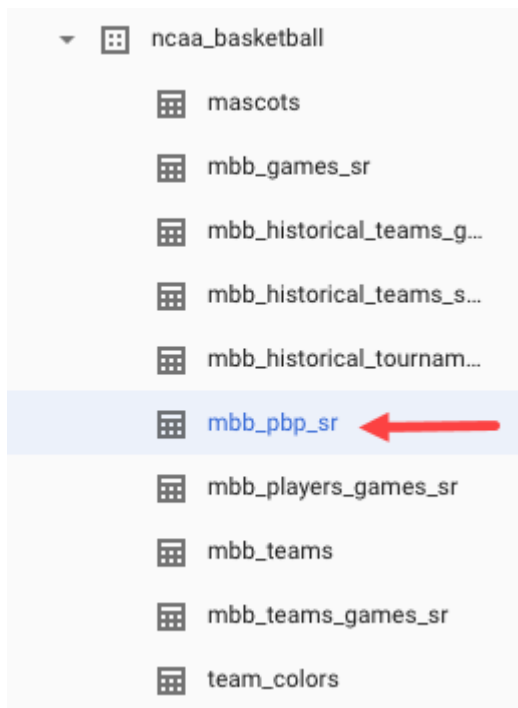 ncaa_basketball
mascots
mbb_games_sr
mbb_historical_teams_g...
mbb_historical_teams_s...
mbb_historical_tournam...
mbb_pbp_sr
mbb_players_games_sr
mbb_teams
mbb_teams_games_sr
team_colors